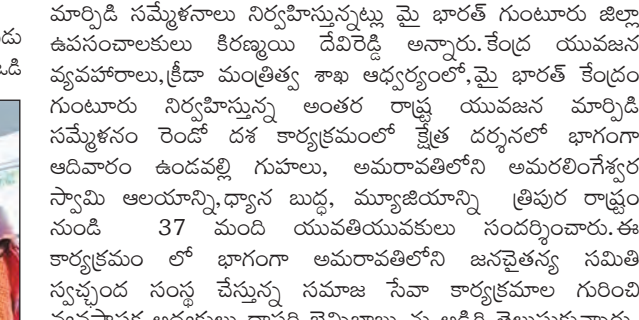 మార్పిడి సమ్మేళనాలు నిర్వహిస్తున్నట్లు మై భారత్ గుంటూరు జిల్లా
ఉపసంచాలకులు కిరణ్మయి దేవిరెడ్డి అన్నారు.కేంద్ర యువజన
వ్యవహారాలు,క్రీడా మంత్రిత్వ శాఖ ఆధ్వర్యంలో,మై భారత్ కేంద్రం
గుంటూరు నిర్వహిస్తున్న అంతర రాష్ట్ర యువజన మార్పిడి
సమ్మేళనం రెండో దశ కార్యక్రమంలో క్షేత్ర దర్శనలో భాగంగా
ఆదివారం ఉండవల్లి గుహలు, అమరావతిలోని అమరలింగేశ్వర
స్వామి ఆలయాన్ని,ధ్యాన బుద్ధ, మ్యూజియాన్ని త్రిపుర రాష్ట్రం
నుండి 37 మంది యువతియువకులు సందర్శించారు.ఈ
కార్యక్రమం లో భాగంగా అమరావతిలోని జనచైతన్య సమితి
స్వచ్ఛంద సంస్థ చేస్తున్న సమాజ సేవా కార్యక్రమాల గురించి